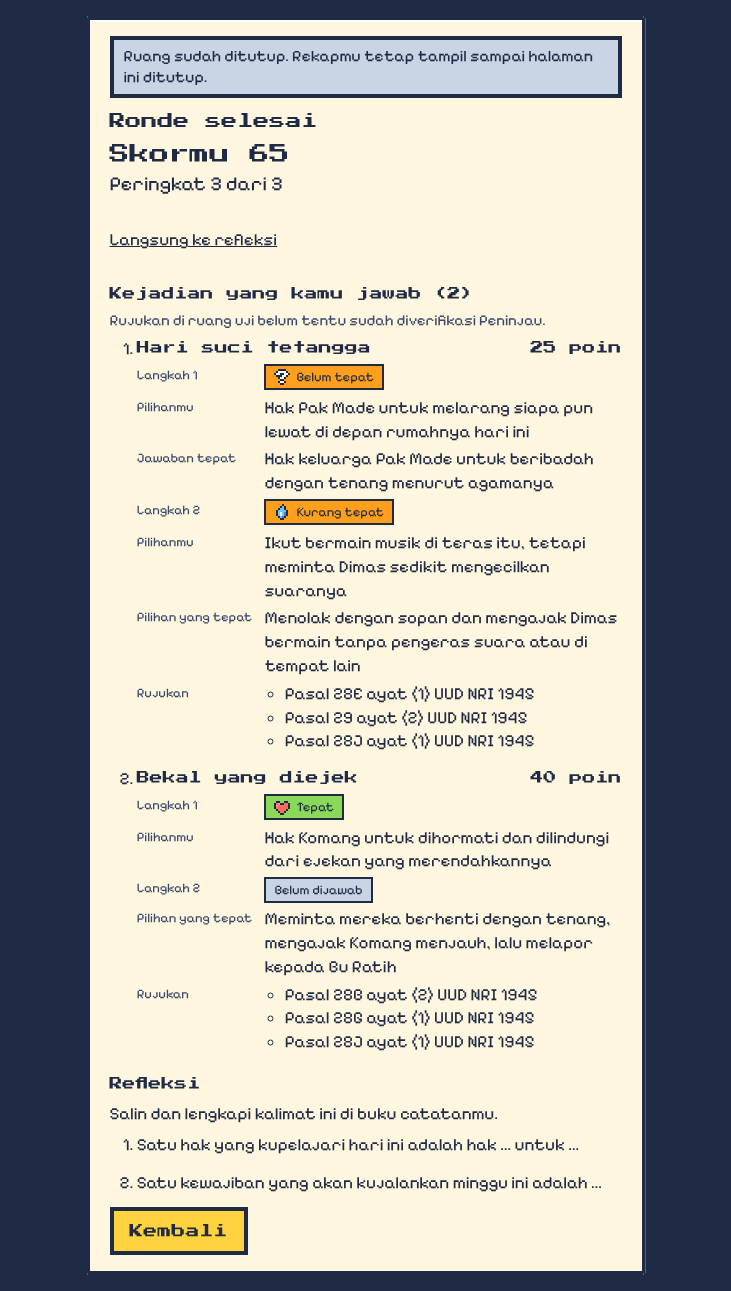 Ruang sudah ditutup. Rekapmu tetap tampil sampai halaman
ini ditutup.
Ronde selesai
Skormu 65
Peringkat 3 dari 3
Langsung ke refleksi
Kejadian yang kamu jawab (2)
Rujukan di ruang uji belum tentu sudah diverifikasi Peninjau.
1. Hari suci tetangga 25 poin
Langkah 1 Belum tepat
Pilihanmu Hak Pak Made untuk melarang siapa pun
lewat di depan rumahnya hari ini
Jawaban tepat Hak keluarga Pak Made untuk beribadah
dengan tenang menurut agamanya
Langkah 2 Kurang tepat
Pilihanmu Ikut bermain musik di teras itu, tetapi
meminta Dimas sedikit mengecilkan
suaranya
Pilihan yang tepat Menolak dengan sopan dan mengajak Dimas
bermain tanpa pengeras suara atau di
tempat lain
Rujukan
Pasal 28E ayat (1) UUD NRI 1945
Pasal 29 ayat (2) UUD NRI 1945
Pasal 28J ayat (1) UUD NRI 1945
2. Bekal yang diejek 40 poin
Langkah 1 Tepat
Pilihanmu Hak Komang untuk dihormati dan dilindungi
dari ejekan yang merendahkannya
Langkah 2 Belum dijawab
Pilihan yang tepat Meminta mereka berhenti dengan tenang,
mengajak Komang menjauh, lalu melapor
kepada Bu Ratih
Rujukan
Pasal 28B ayat (2) UUD NRI 1945
Pasal 28G ayat (1) UUD NRI 1945
Pasal 28J ayat (1) UUD NRI 1945
Refleksi
Salin dan lengkapi kalimat ini di buku catatanmu.
1. Satu hak yang kupelajari hari ini adalah hak ... untuk ...
2. Satu kewajiban yang akan kujalankan minggu ini adalah ...
Kembali